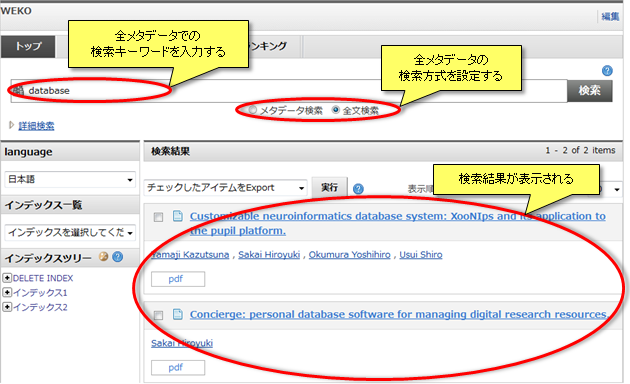 WEKO
編集
トップ
ンキング
全メタデータでの
検索キーワードを入力する
全メタデータの
検索方式を設定する
database
検索
メタデータ検索 全文検索
詳細検索
language
日本語
インデックス一覧
インデックスを選択してくだ
インデックスツリー
DELETE INDEX
インデックス1
インデックス2
検索結果
1 - 2 of 2 items
検索結果が表示される
チェックしたアイテムをExport
実行
表示順
Customizable neuroinformatics database system: XooNIps and its application to
the pupil platform.
Yamaji Kazutsuna , Sakai Hiroyuki , Okumura Yoshihiro , Usui Shiro
pdf
Concierge: personal database software for managing digital research resources.
Sakai Hiroyuki
pdf